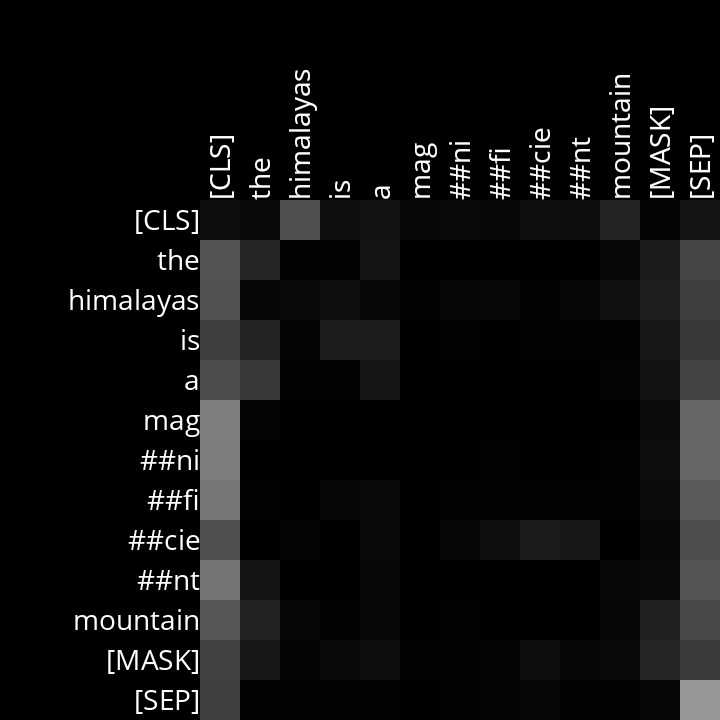 [CLS] the himalayas is a mag ##ni ##fi ##cie ##nt mountain [MASK] [SEP]
[CLS]
the
himalayas
is
a
mag
##ni
##fi
##cie
##nt
mountain
[MASK]
[SEP]